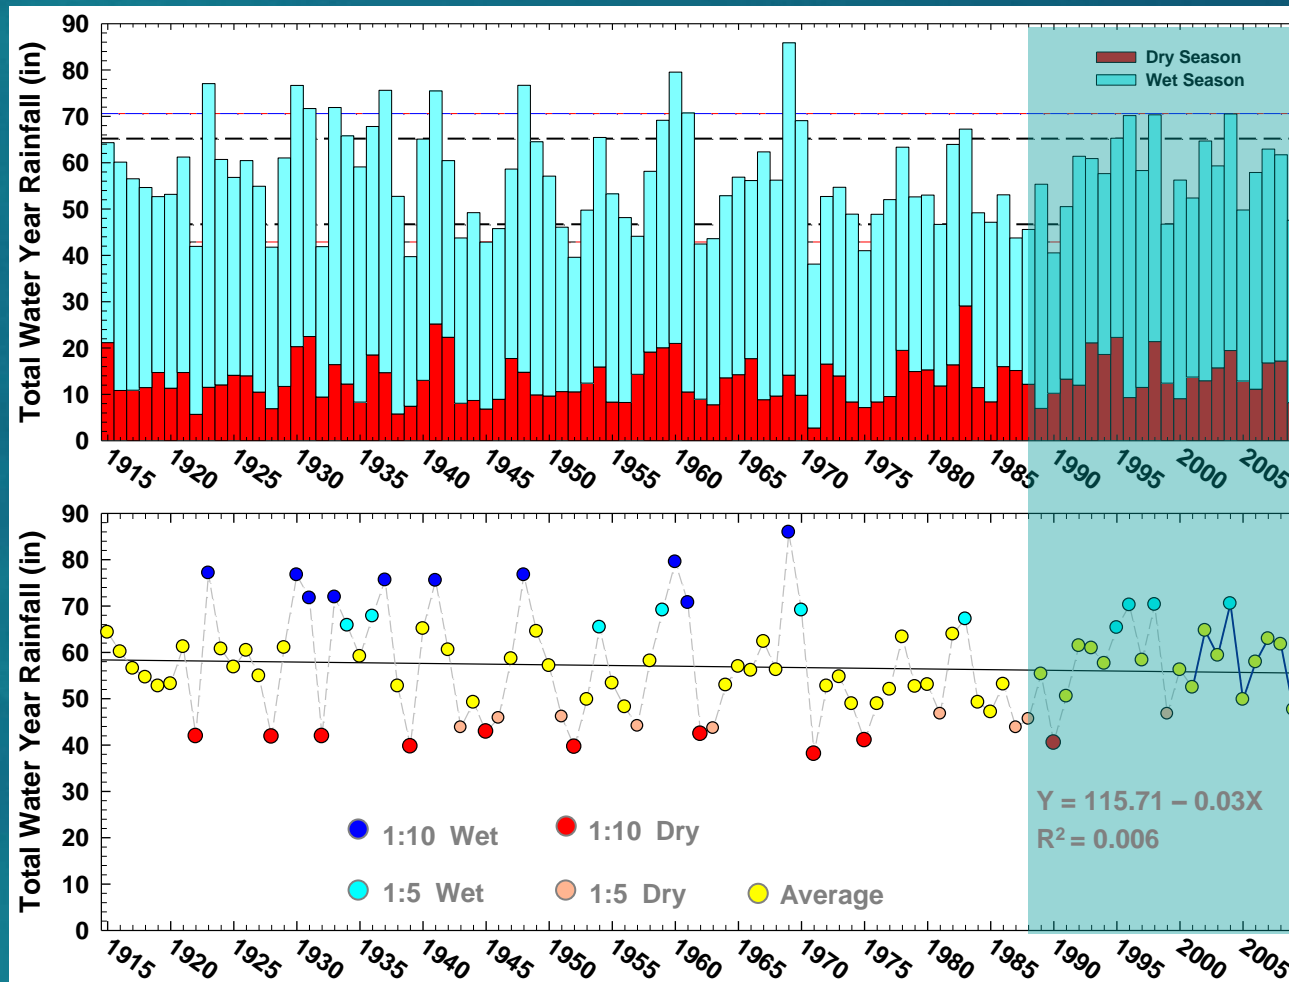 Total Water Year Rainfall (in)
90
80
70
60
50
40
30
20
10
0
Dry Season
Wet Season
1915 1920 1925 1930 1935 1940 1945 1950 1955 1960 1965 1970 1975 1980 1985 1990 1995 2000 2005
Total Water Year Rainfall (in)
90
80
70
60
50
40
30
20
10
0
Y = 115.71 – 0.03X
R² = 0.006
1:10 Wet 1:10 Dry
1:5 Wet 1:5 Dry Average
1915 1920 1925 1930 1935 1940 1945 1950 1955 1960 1965 1970 1975 1980 1985 1990 1995 2000 2005